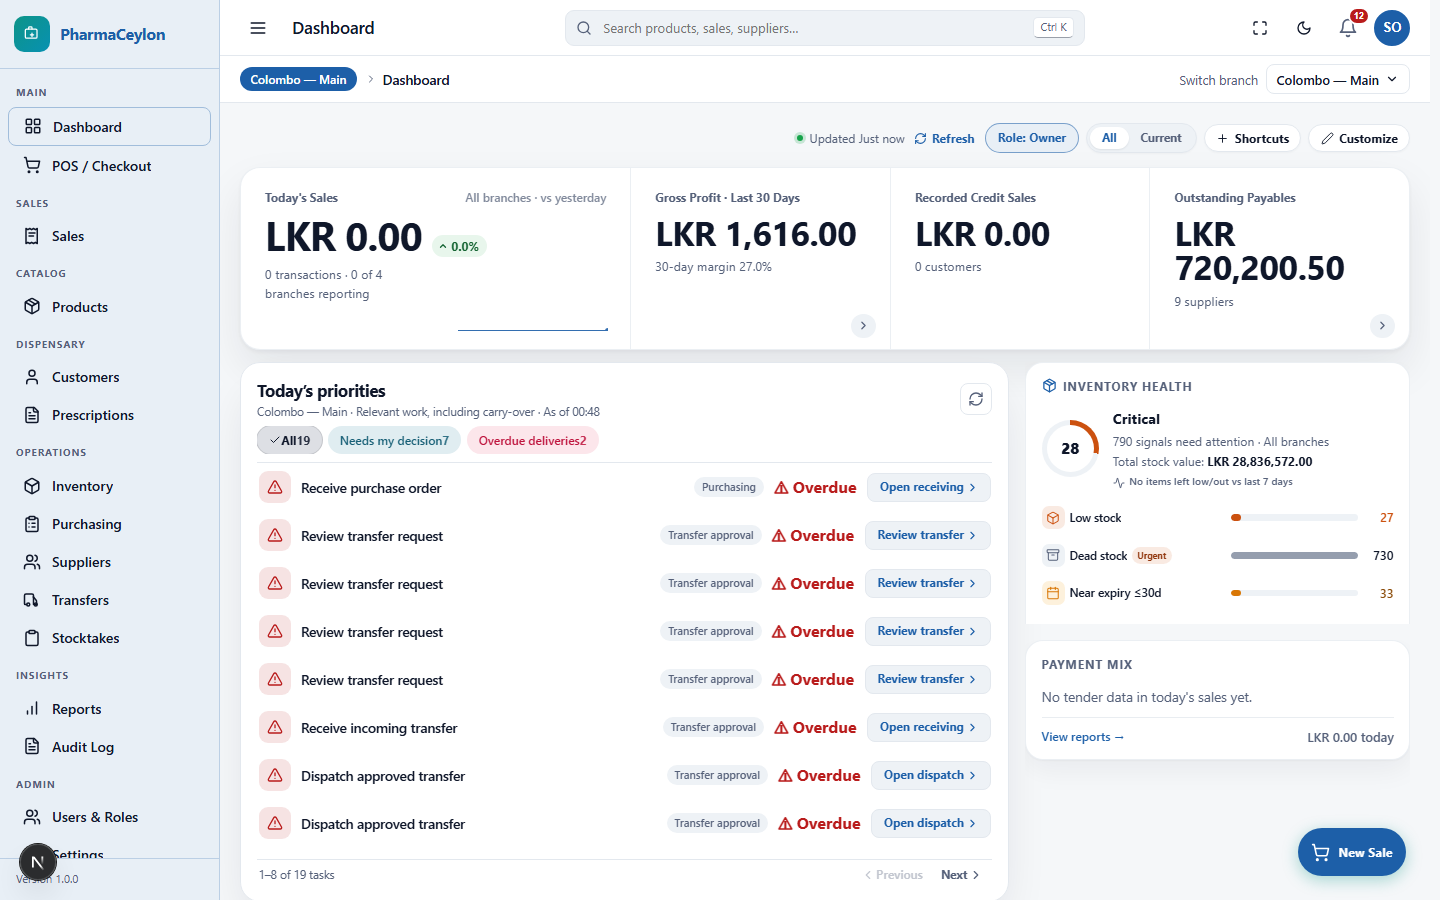 PharmaCeylon
Dashboard
Search products, sales, suppliers...
Ctrl K
12
SO
Colombo — Main
Dashboard
Switch branch
Colombo — Main
MAIN
Dashboard
POS / Checkout
SALES
Sales
CATALOG
Products
DISPENSARY
Customers
Prescriptions
OPERATIONS
Inventory
Purchasing
Suppliers
Transfers
Stocktakes
INSIGHTS
Reports
Audit Log
ADMIN
Users & Roles
Settings
N
Version 1.0.0
Updated Just now
Refresh
Role: Owner
All
Current
Shortcuts
Customize
Today's Sales
All branches · vs yesterday
LKR 0.00
0.0%
0 transactions · 0 of 4
branches reporting
Gross Profit · Last 30 Days
LKR 1,616.00
30-day margin 27.0%
Recorded Credit Sales
LKR 0.00
0 customers
Outstanding Payables
LKR
720,200.50
9 suppliers
Today's priorities
Colombo — Main · Relevant work, including carry-over · As of 00:48
All19
Needs my decision7
Overdue deliveries2
Receive purchase order
Purchasing
Overdue
Open receiving
Review transfer request
Transfer approval
Overdue
Review transfer
Review transfer request
Transfer approval
Overdue
Review transfer
Review transfer request
Transfer approval
Overdue
Review transfer
Review transfer request
Transfer approval
Overdue
Review transfer
Receive incoming transfer
Transfer approval
Overdue
Open receiving
Dispatch approved transfer
Transfer approval
Overdue
Open dispatch
Dispatch approved transfer
Transfer approval
Overdue
Open dispatch
1–8 of 19 tasks
Previous
Next
INVENTORY HEALTH
28
Critical
790 signals need attention · All branches
Total stock value: LKR 28,836,572.00
No items left low/out vs last 7 days
Low stock
27
Dead stock
Urgent
730
Near expiry ≤30d
33
PAYMENT MIX
No tender data in today's sales yet.
View reports →
LKR 0.00 today
New Sale